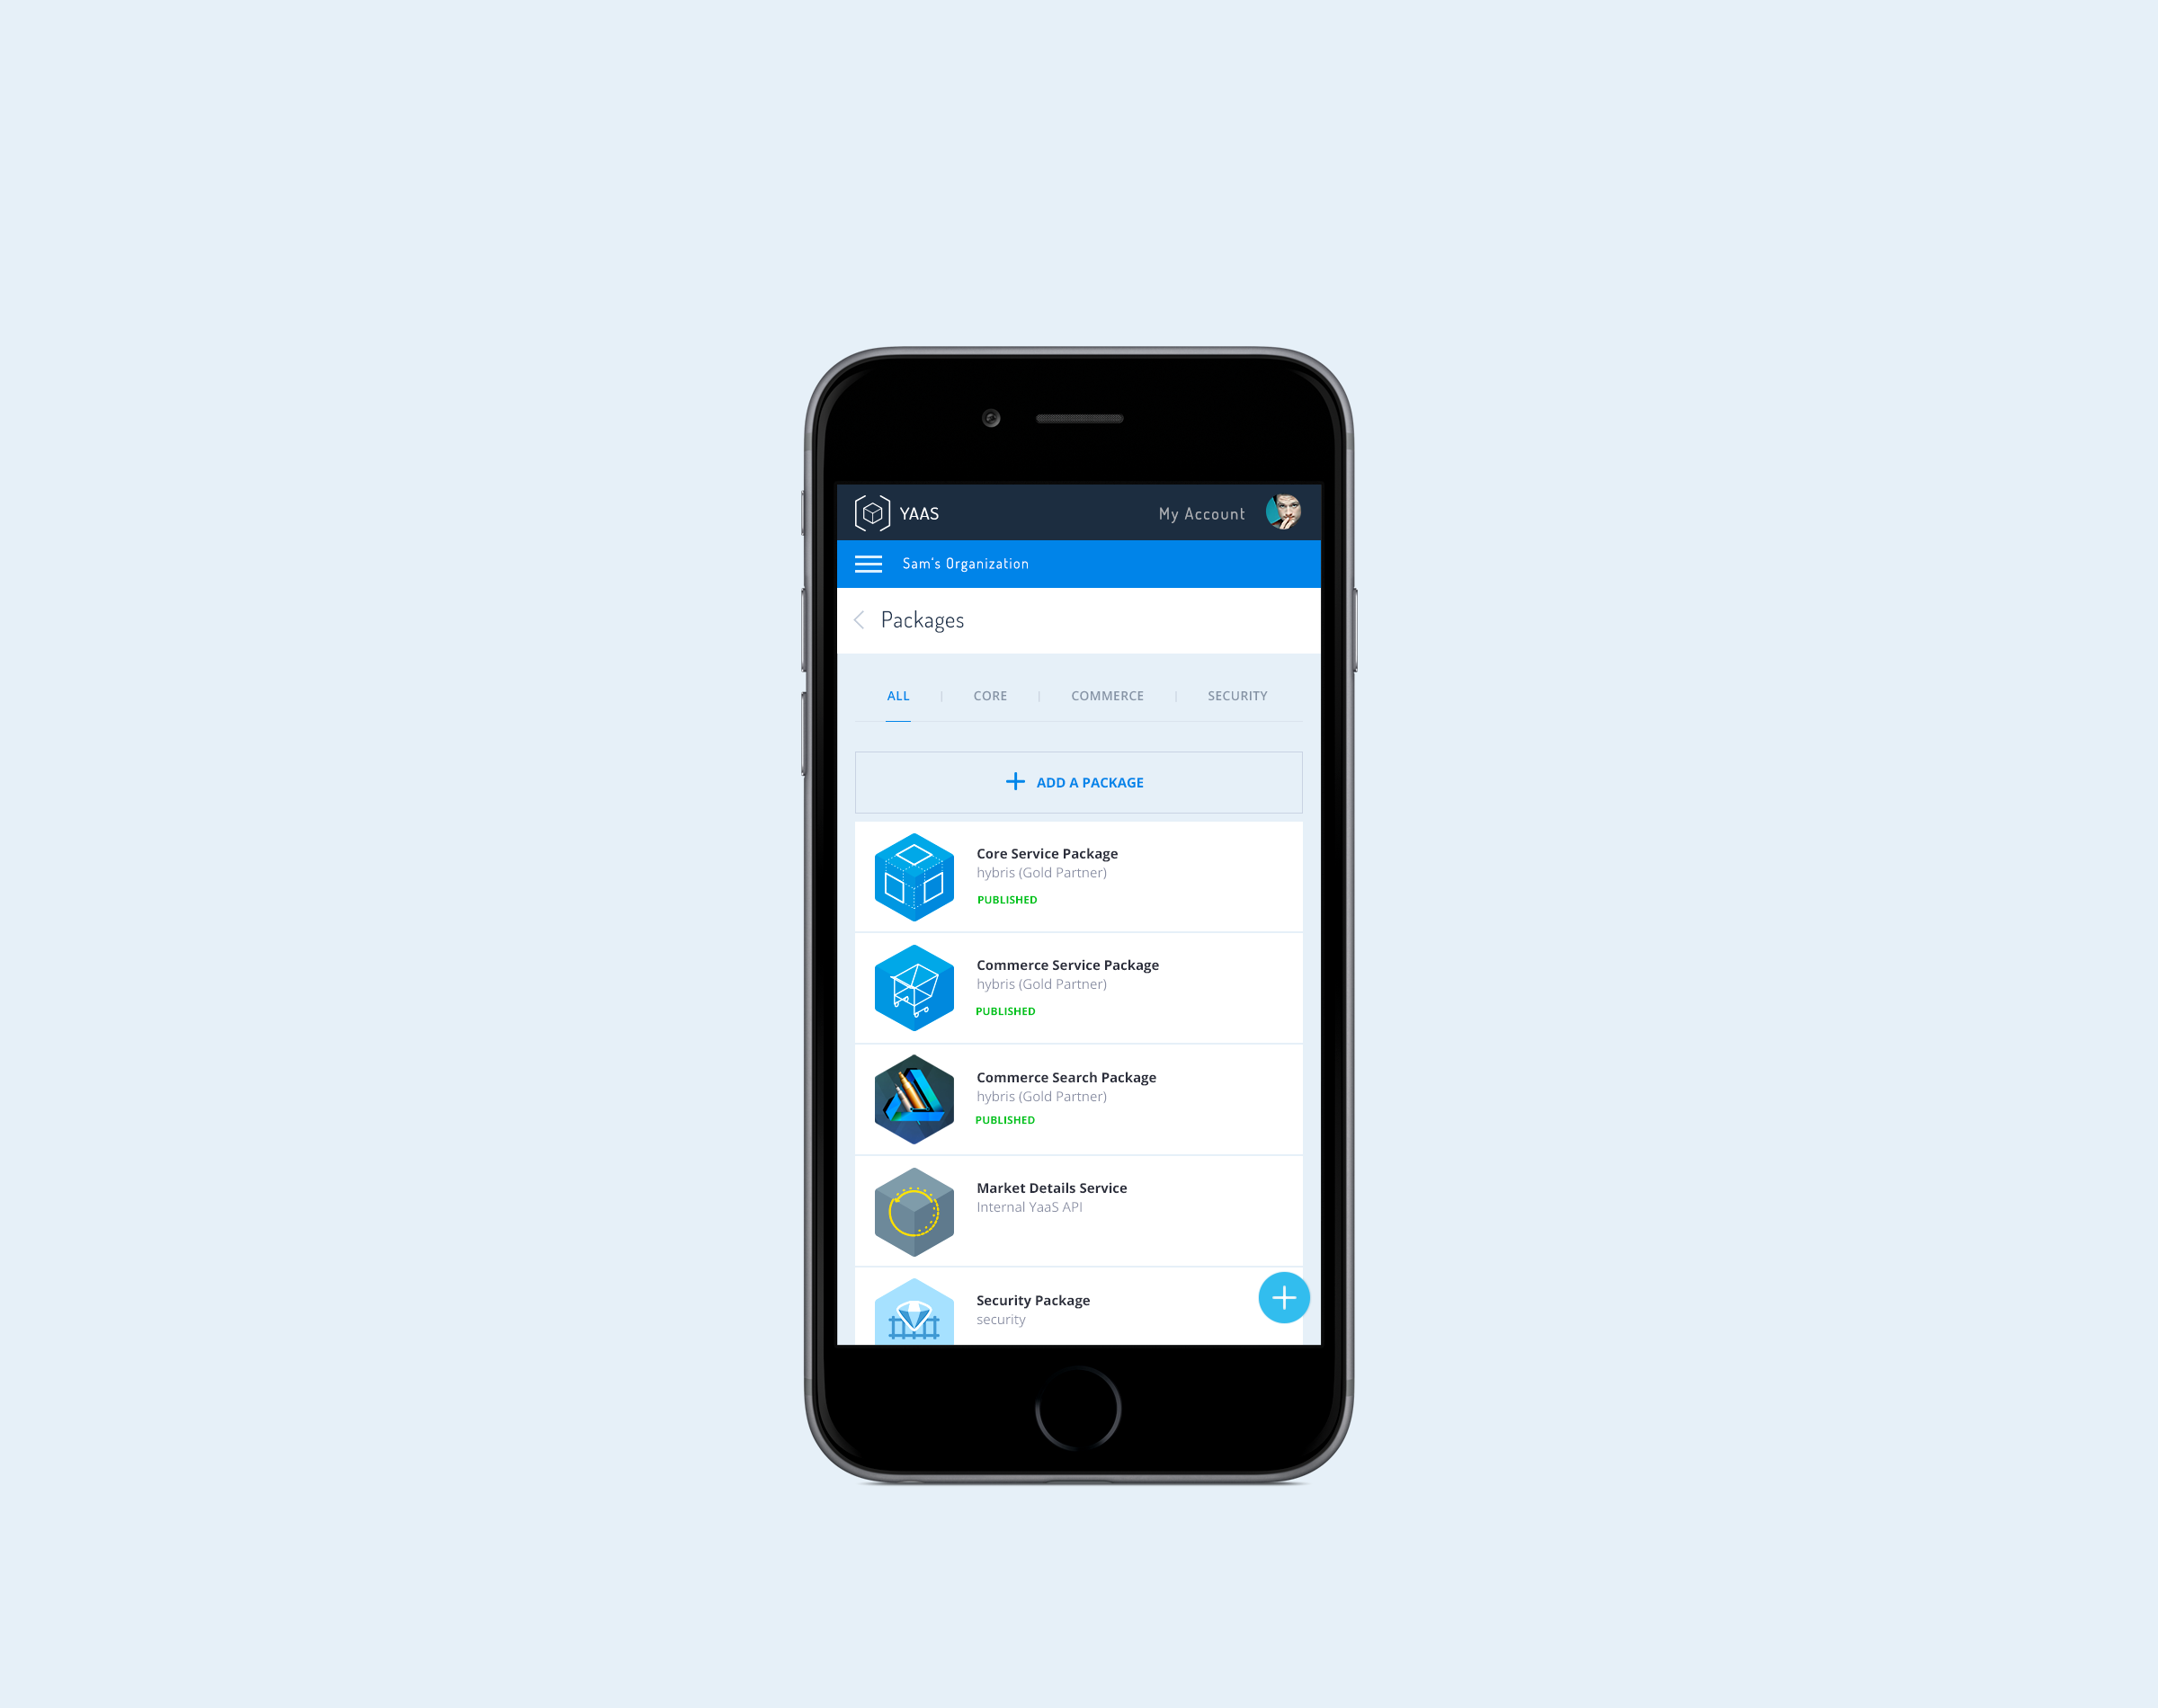 YAAS
My Account
Sam's Organization
Packages
ALL
CORE
COMMERCE
SECURITY
ADD A PACKAGE
Core Service Package
hybris (Gold Partner)
PUBLISHED
Commerce Service Package
hybris (Gold Partner)
PUBLISHED
Commerce Search Package
hybris (Gold Partner)
PUBLISHED
Market Details Service
Internal YaaS API
Security Package
security